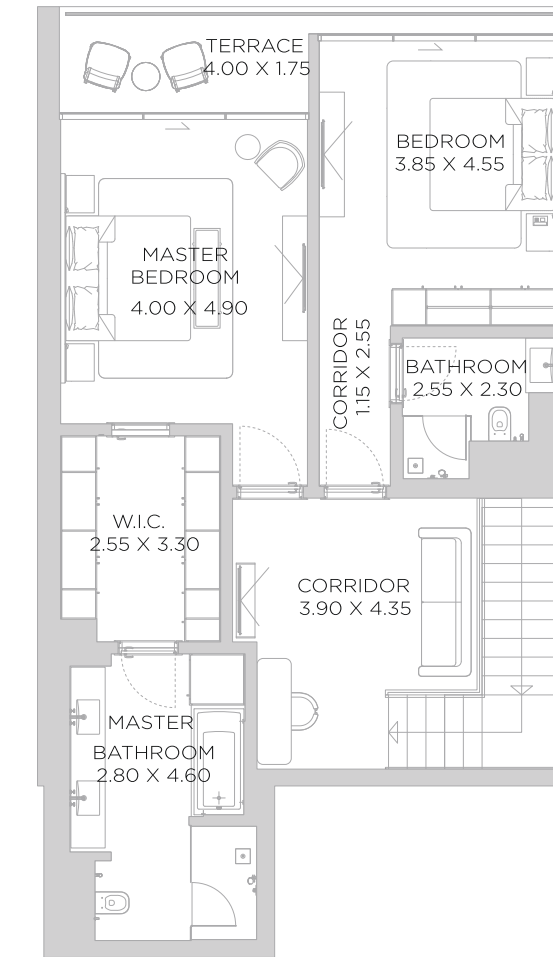 TERRACE
4.00 X 1.75
BEDROOM
3.85 X 4.55
MASTER
BEDROOM
4.00 X 4.90
CORRIDOR
1.15 X 2.55
BATHROOM
2.55 X 2.30
W.I.C.
2.55 X 3.30
CORRIDOR
3.90 X 4.35
MASTER
BATHROOM
2.80 X 4.60